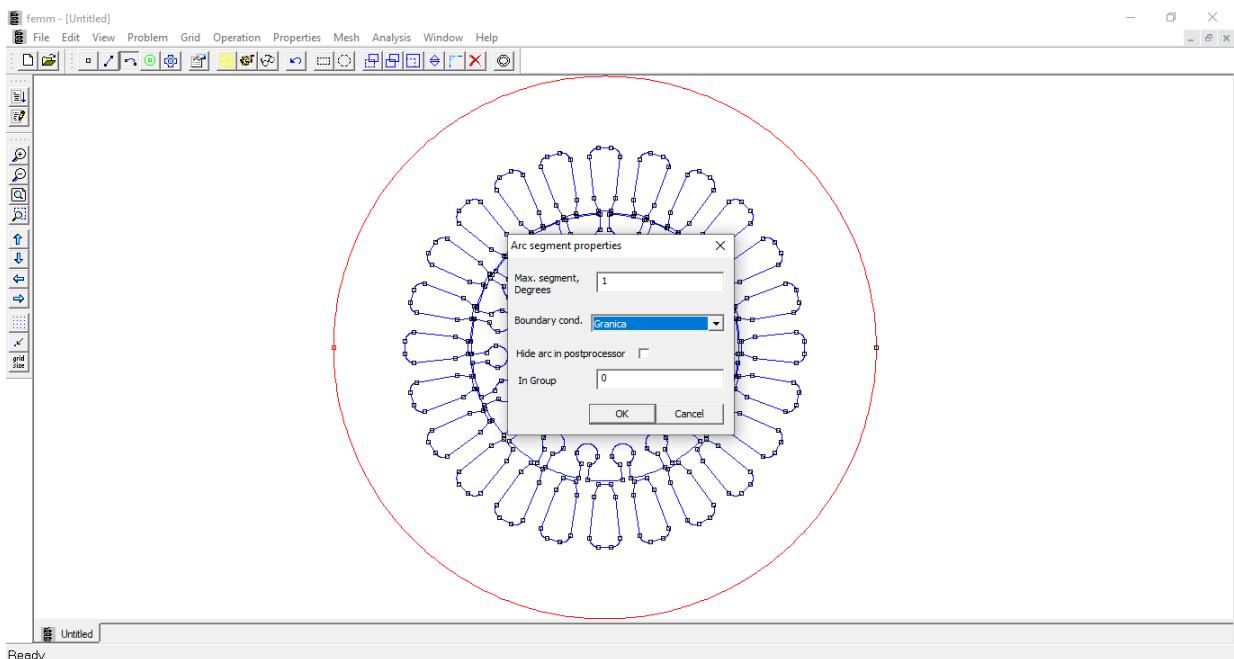 femm - [Untitled]
File Edit View Problem Grid Operation Properties Mesh Analysis Window Help
Arc segment properties
Max. segment, Degrees
1
Boundary cond.
Granica
Hide arc in postprocessor
In Group
0
OK Cancel
grid
size
Untitled
Ready